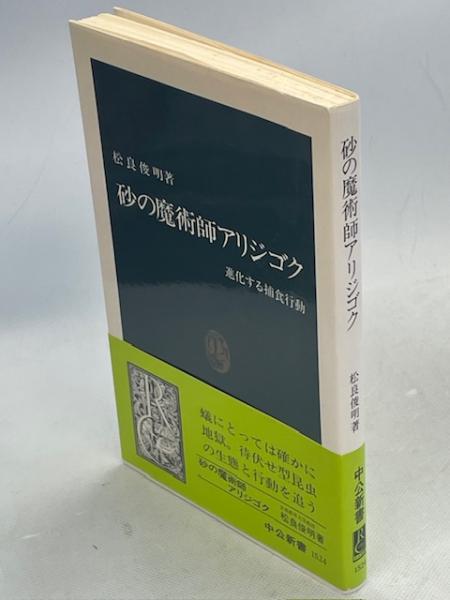 松良俊明著
砂の魔術師アリジゴク
進化する捕食行動
蟻にとっては確かに
地獄。待伏せ型昆虫
の生態と行動を追う
砂の魔術師
アリジゴク
松良俊明著
中公新書 1524
砂の魔術師アリジゴク
松良俊明著
中公新書